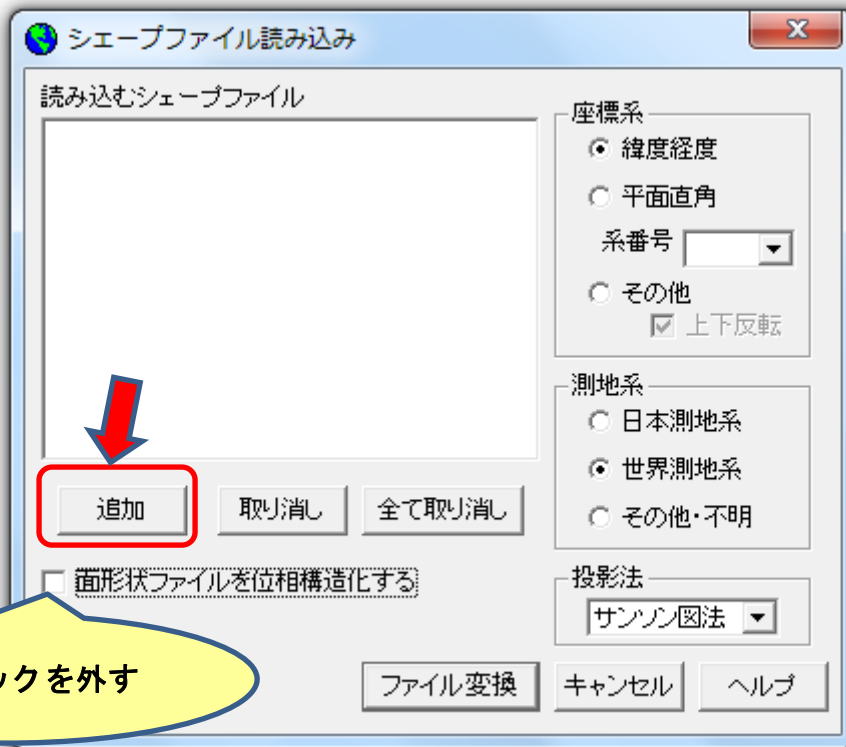 シェープファイル読み込み
読み込むシェープファイル
座標系
緯度経度
平面直角
系番号
その他
上下反転
測地系
日本測地系
世界測地系
その他・不明
追加
取り消し
全て取り消し
面形状ファイルを位相構造化する
投影法
サンソン図法
ックを外す
ファイル変換
キャンセル
ヘルプ